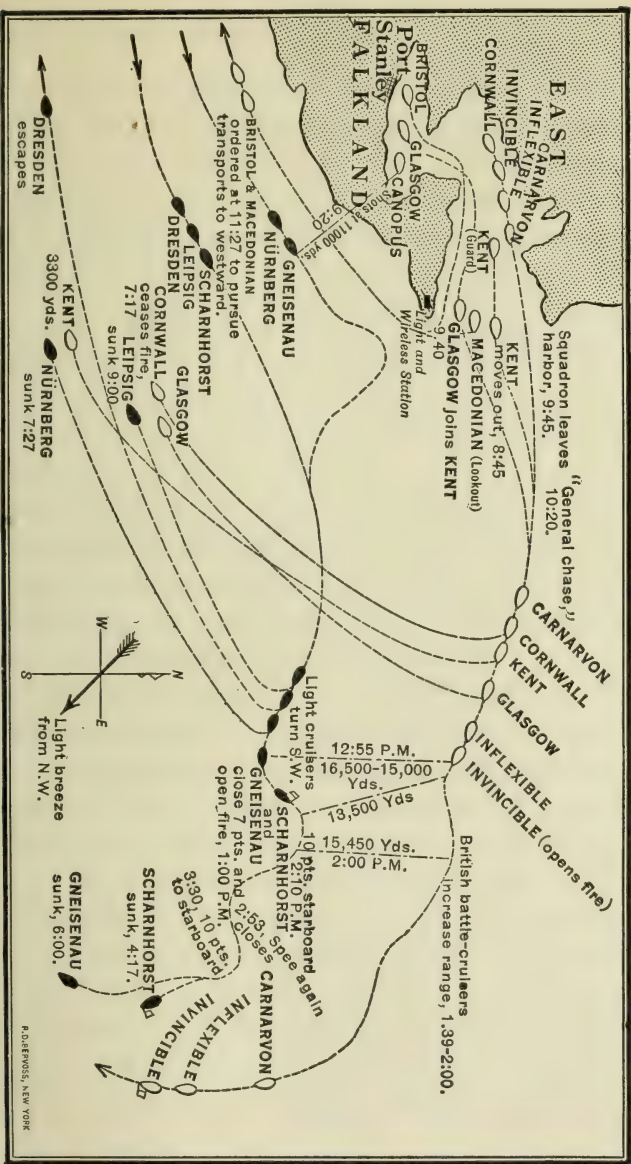 EAST
FALKLAND
Port
Stanley
CARNARVON
INFLEXIBLE
INVINCIBLE
CORNWALL
BRISTOL
GLASGOW
CANOPUS
KENT
(Guard)
KENT
moves out, 8:45
MACEDONIAN (Lookout)
GLASGOW joins KENT
9.40
Light and
Wireless Station
Squadron leaves
harbor, 9:45.
"General chase,"
10:20.
9:20
Shots at 11000 yds.
BRISTOL & MACEDONIAN
ordered at 11:27 to pursue
transports to westward.
GNEISENAU
NÜRNBERG
SCHARNHORST
LEIPSIG
DRESDEN
GLASGOW
CORNWALL
ceases fire,
7:17
LEIPSIG
sunk 9:00
KENT
3300 yds.
NÜRNBERG
sunk 7:27
DRESDEN
escapes
CARNARVON
CORNWALL
KENT
GLASGOW
INFLEXIBLE
INVINCIBLE (opens fire)
Light cruisers
turn S.W.
12:55 P.M.
16,500-15,000
Yds.
13,500 Yds
15,450 Yds.
2:00 P.M.
British battle-cruisers
increase range, 1.39-2:00.
SCHARNHORST
and
GNEISENAU
close 7 pts. and
open fire, 1:00 P.M.
10 pts. starboard
2:10 P.M.
2:53, Spee again
closes
3:30, 10 pts.
to starboard
SCHARNHORST
sunk, 4:17.
GNEISENAU
sunk, 6:00.
CARNARVON
INFLEXIBLE
INVINCIBLE
N
W
E
S
Light breeze
from N.W.
P.D. SERVOSS, NEW YORK